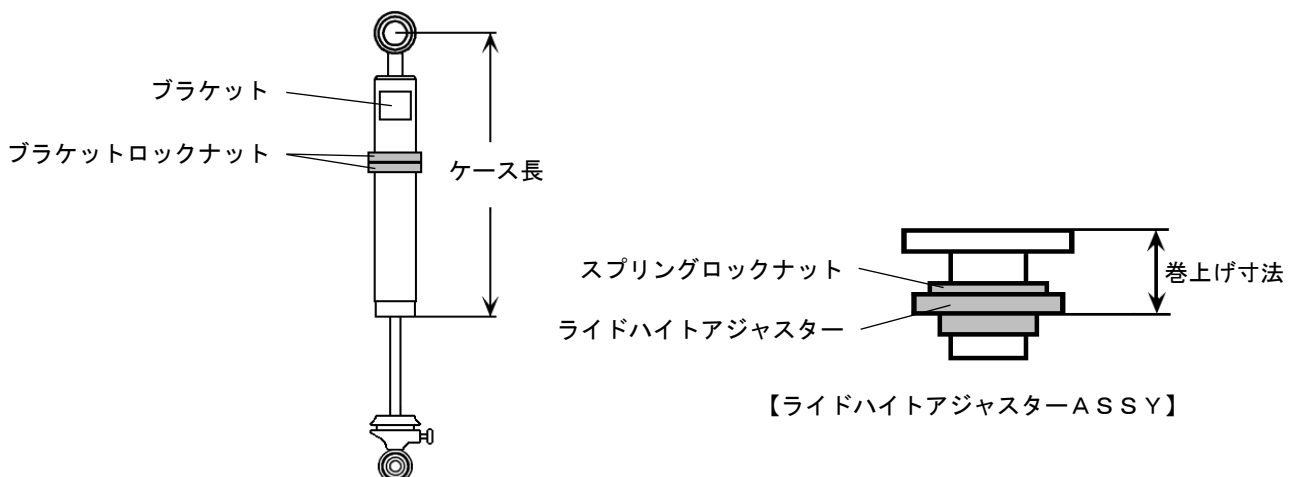 ブラケット
ブラケットロックナット
ケース長
スプリングロックナット
巻上げ寸法
ライドハイトアジャスター
【ライドハイトアジャスターＡＳＳＹ】